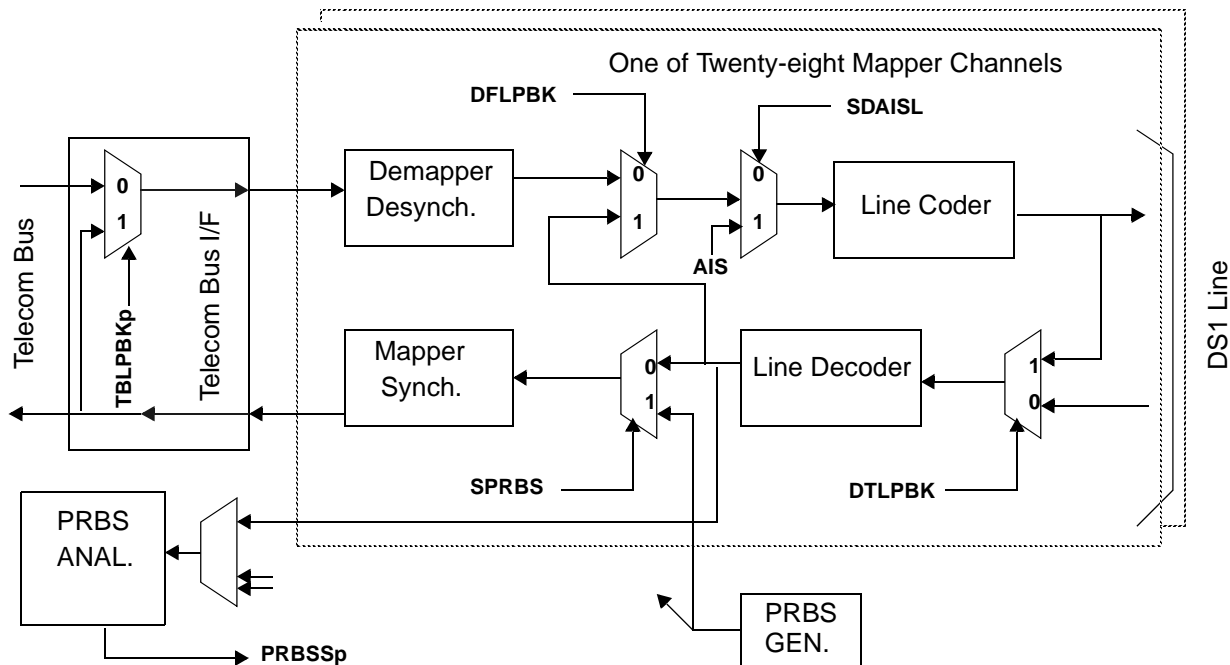 One of Twenty-eight Mapper Channels
DFLPBK
SDAISL
Telecom Bus
0
1
TBLPBKp
Telecom Bus I/F
Demapper
Desynch.
0
1
0
1
AIS
Line Coder
DS1 Line
Mapper
Synch.
0
1
Line Decoder
1
0
SPRBS
DTLPBK
PRBS
ANAL.
PRBSSp
PRBS
GEN.